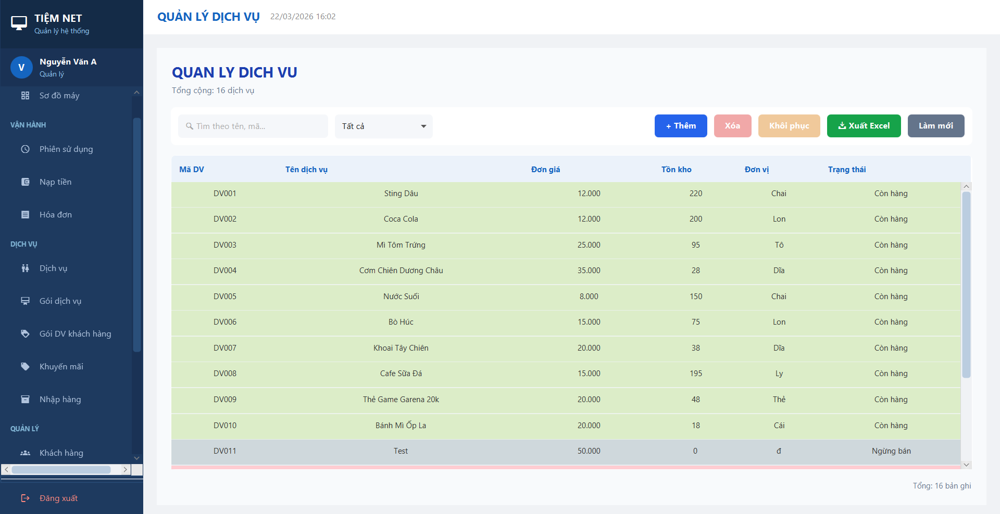 TIỆM NET
Quản lý hệ thống
V
Nguyễn Văn A
Quản lý
Sơ đồ máy
VẬN HÀNH
Phiên sử dụng
Nạp tiền
Hóa đơn
DỊCH VỤ
Dịch vụ
Gói dịch vụ
Gói DV khách hàng
Khuyến mãi
Nhập hàng
QUẢN LÝ
Khách hàng
Đăng xuất
QUẢN LÝ DỊCH VỤ 22/03/2026 16:02
QUAN LY DICH VU
Tổng cộng: 16 dịch vụ
Tìm theo tên, mã... Tất cả + Thêm Xóa Khôi phục Xuất Excel Làm mới
Mã DV Tên dịch vụ Đơn giá Tồn kho Đơn vị Trạng thái
DV001 Sting Dâu 12.000 220 Chai Còn hàng
DV002 Coca Cola 12.000 200 Lon Còn hàng
DV003 Mì Tôm Trứng 25.000 95 Tô Còn hàng
DV004 Cơm Chiên Dương Châu 35.000 28 Dĩa Còn hàng
DV005 Nước Suối 8.000 150 Chai Còn hàng
DV006 Bò Húc 15.000 75 Lon Còn hàng
DV007 Khoai Tây Chiên 20.000 38 Dĩa Còn hàng
DV008 Cafe Sữa Đá 15.000 195 Ly Còn hàng
DV009 Thẻ Game Garena 20k 20.000 48 Thẻ Còn hàng
DV010 Bánh Mì Ốp La 20.000 18 Cái Còn hàng
DV011 Test 50.000 0 đ Ngừng bán
Tổng: 16 bản ghi